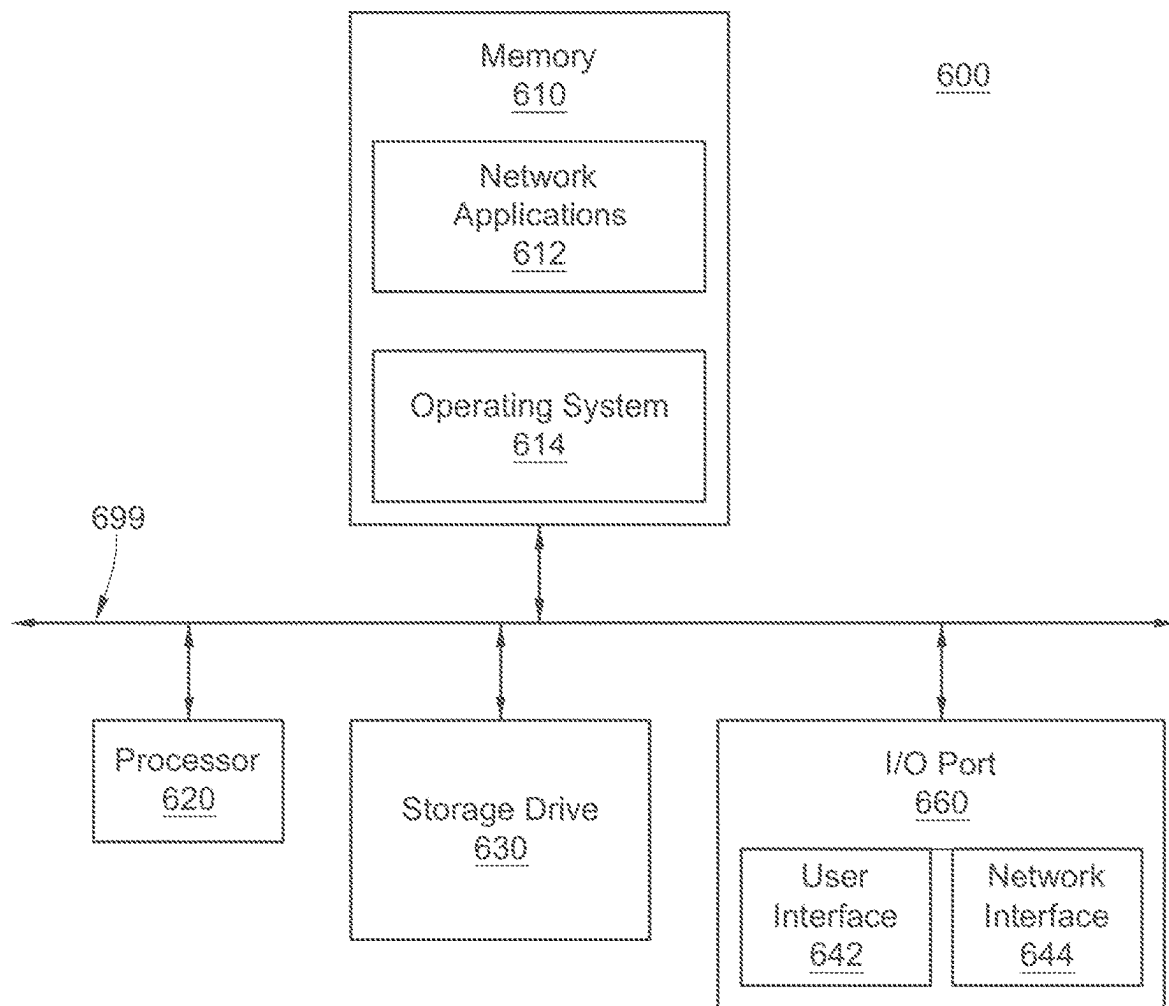 Memory
610
600
Network
Applications
612
Operating System
614
699
Processor
620
Storage Drive
630
I/O Port
660
User
Interface
642
Network
Interface
644